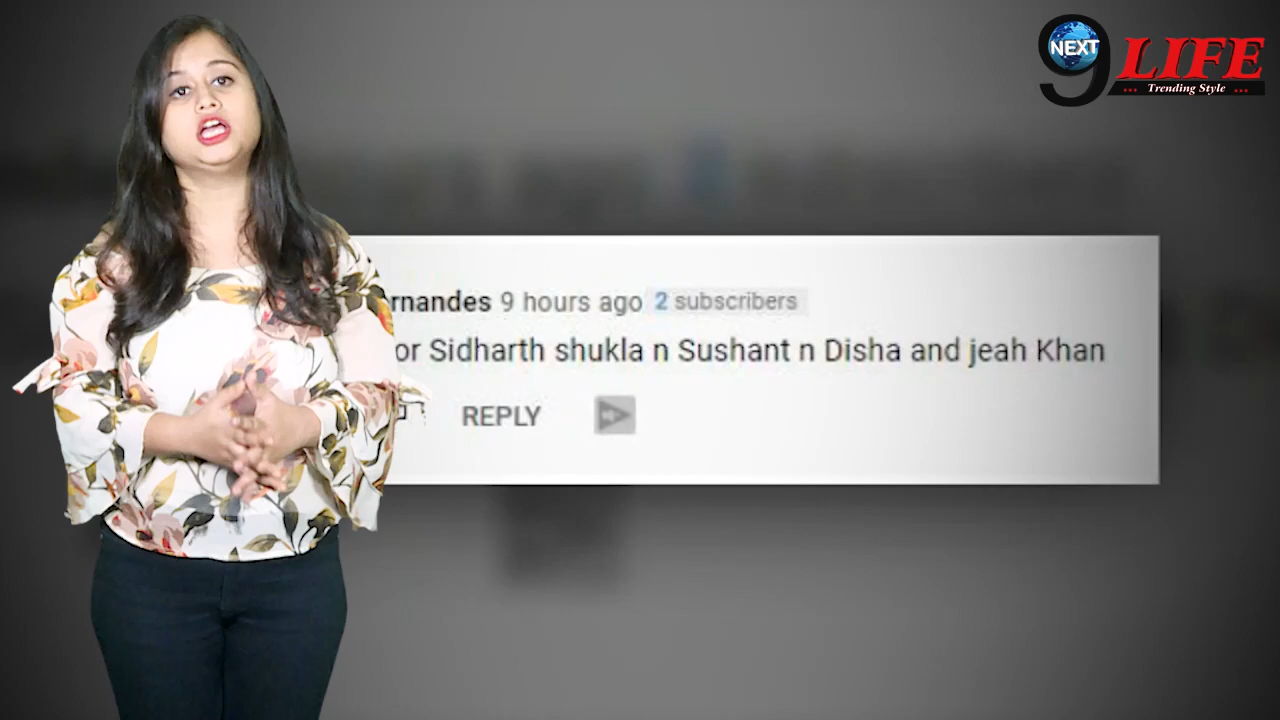 9
NEXT
LIFE
... Trending Style ...
rnandes 9 hours ago 2 subscribers
or Sidharth shukla n Sushant n Disha and jeah Khan
REPLY